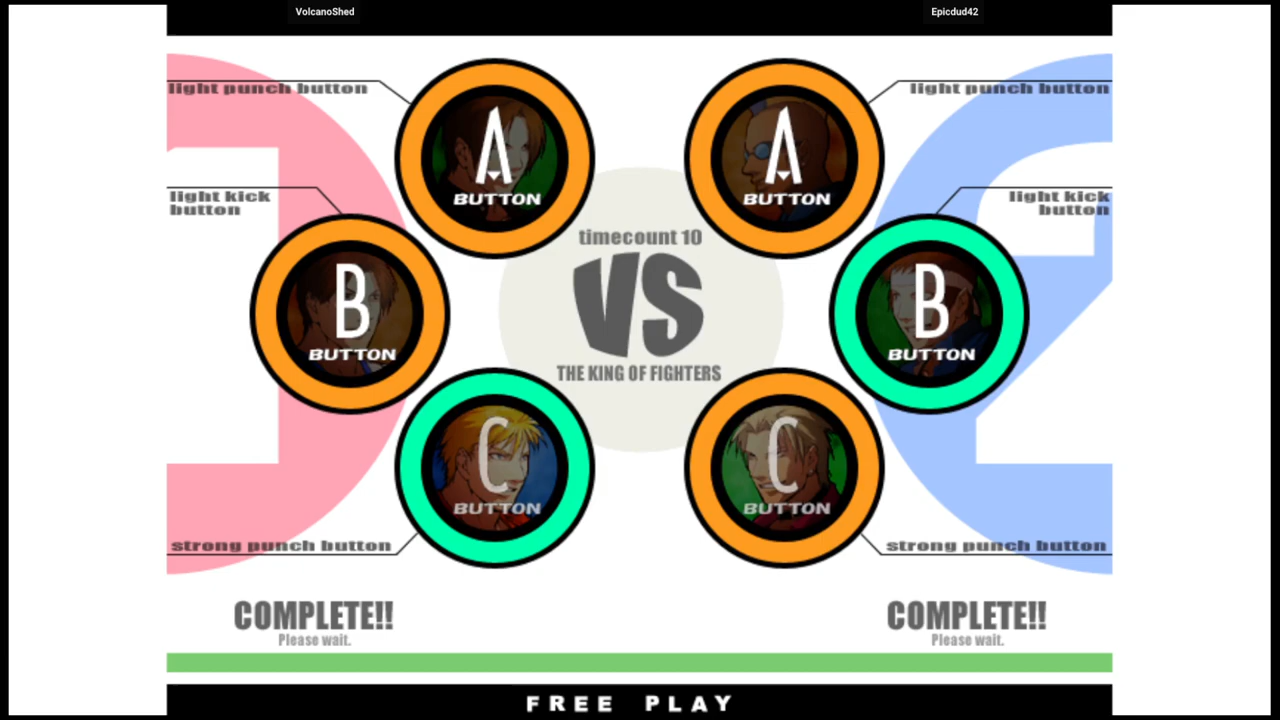 VolcanoShed
Epicdud42
light punch button
light punch button
A
BUTTON
A
BUTTON
light kick
button
light kick
button
timecount 10
VS
THE KING OF FIGHTERS
B
BUTTON
B
BUTTON
C
BUTTON
C
BUTTON
strong punch button
strong punch button
COMPLETE!!
Please wait.
COMPLETE!!
Please wait.
FREE PLAY